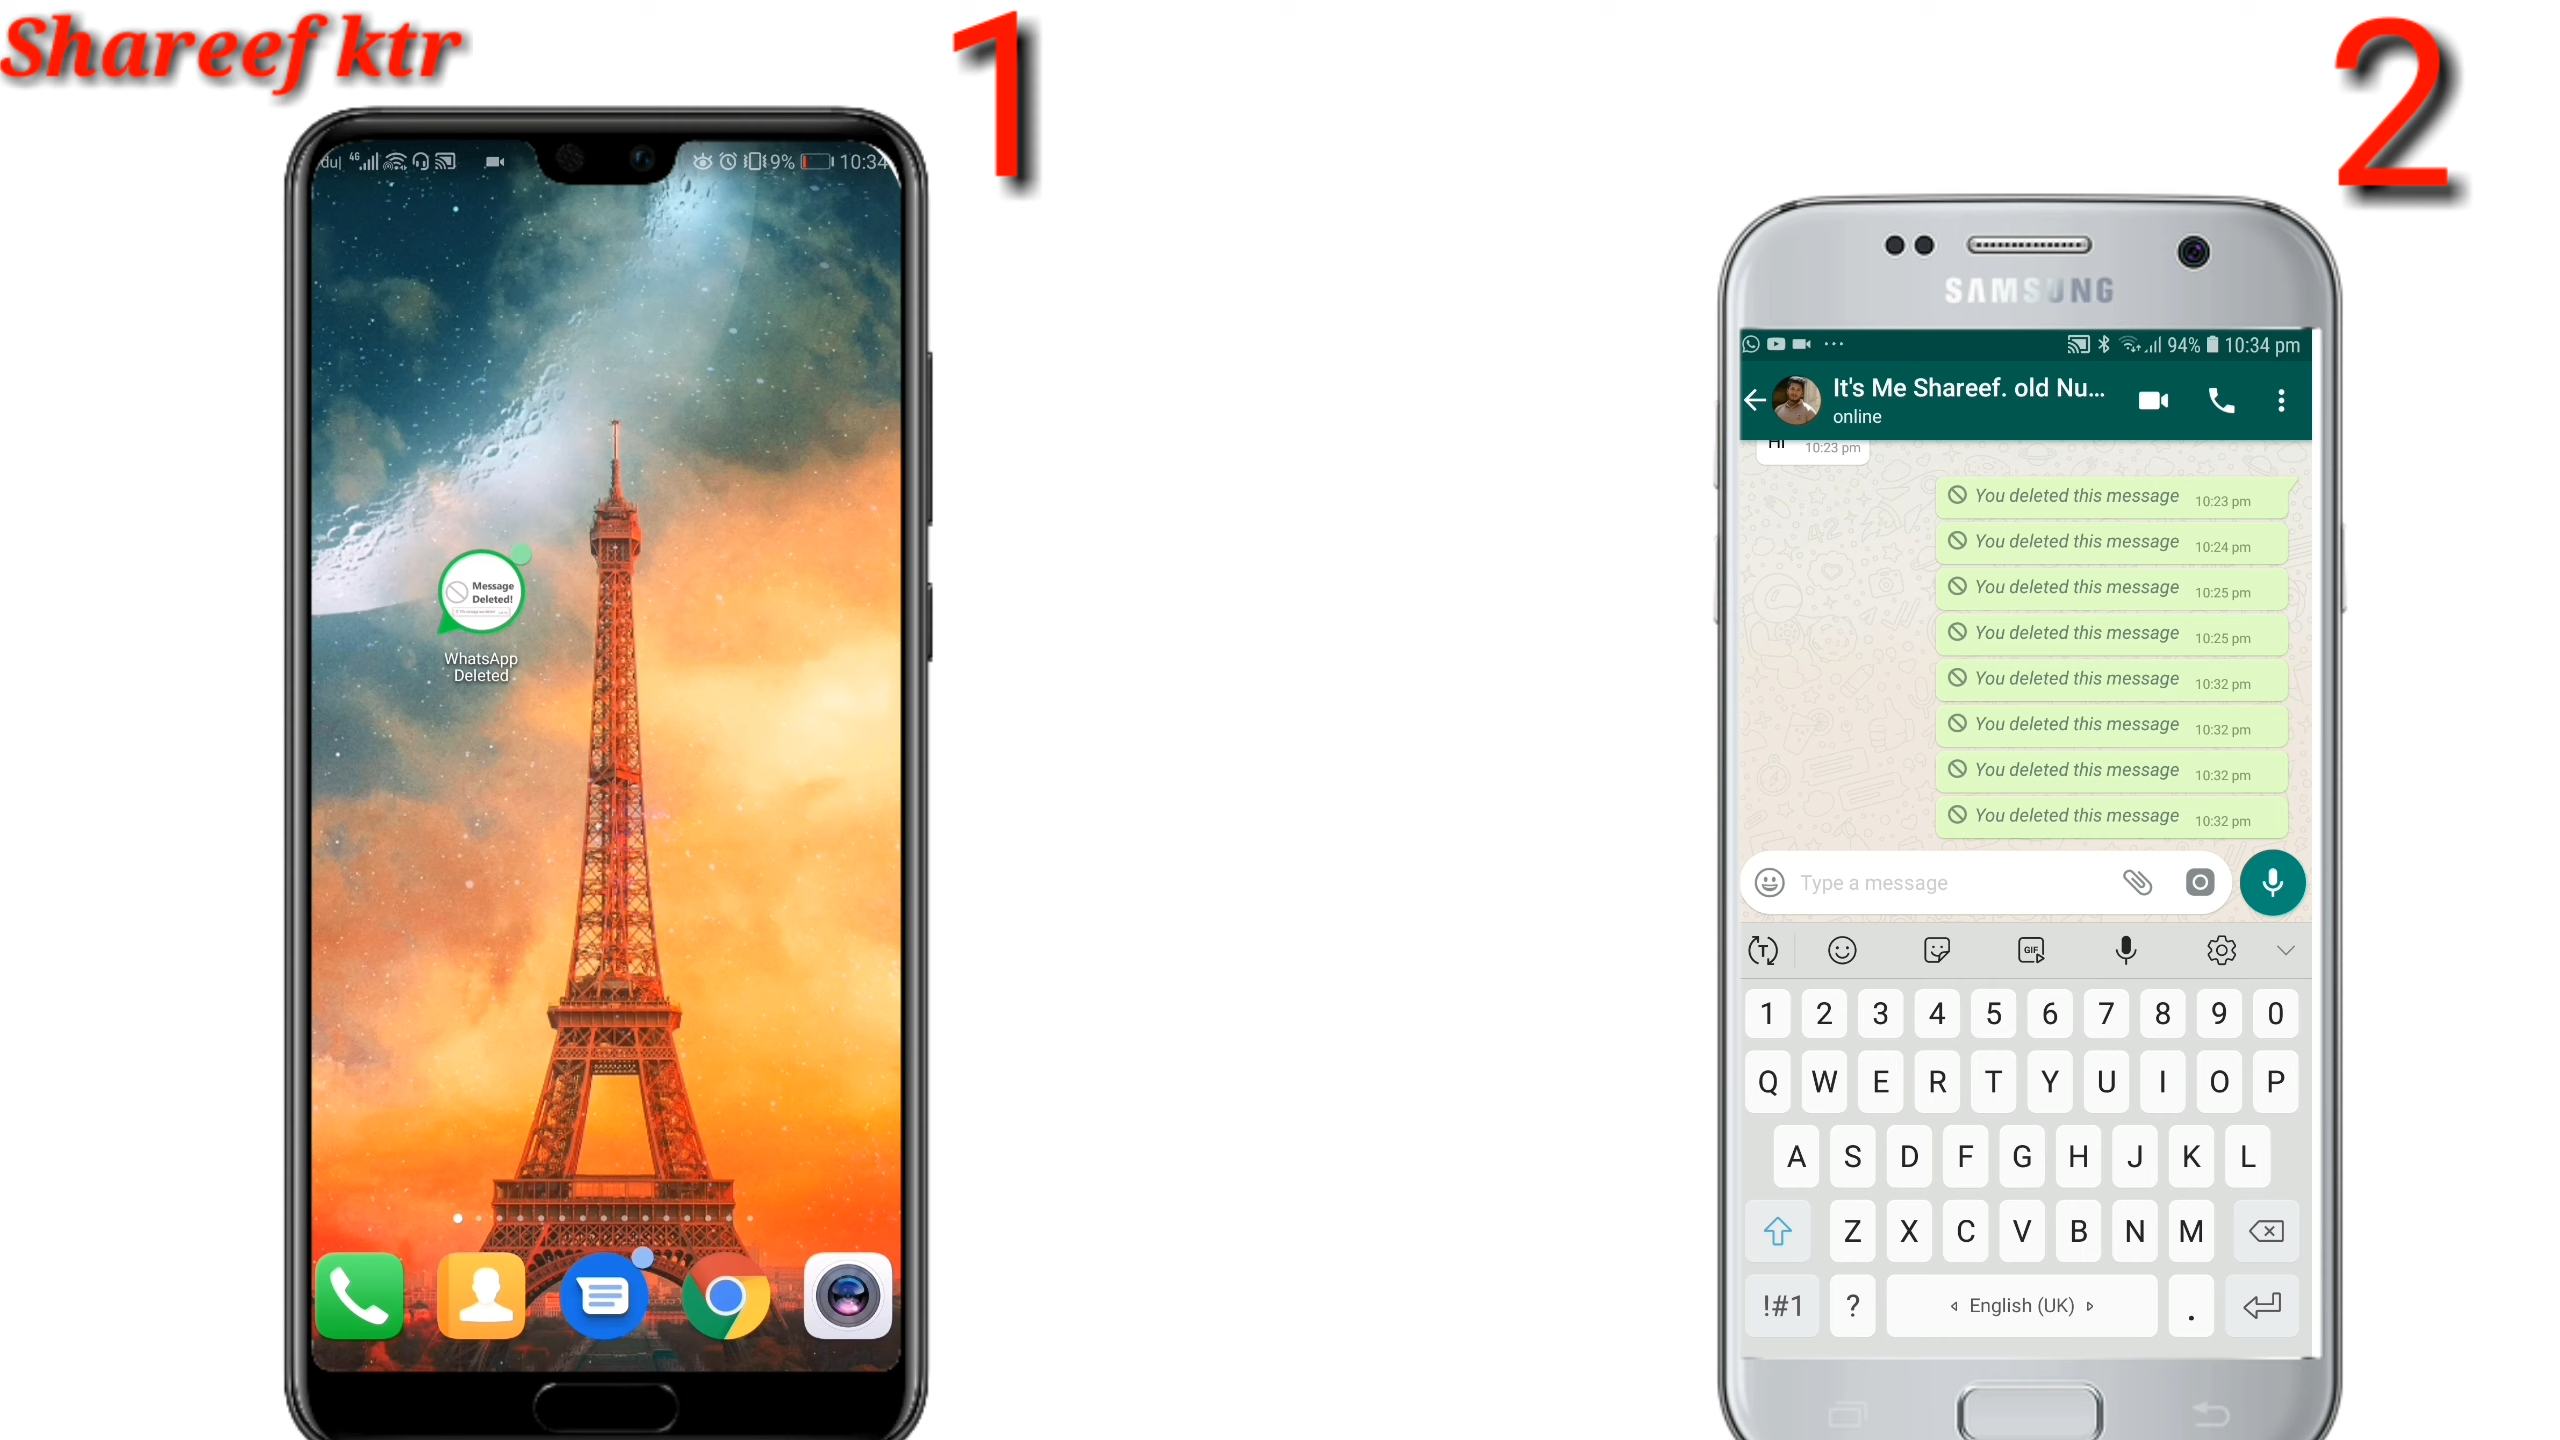 Shareef ktr
1
2
du| 4G 9% 10:34
Message
Deleted!
WhatsApp
Deleted
SAMSUNG
94% 10:34 pm
It's Me Shareef. old Nu...
online
Hi 10:23 pm
You deleted this message 10:23 pm
You deleted this message 10:24 pm
You deleted this message 10:25 pm
You deleted this message 10:25 pm
You deleted this message 10:32 pm
You deleted this message 10:32 pm
You deleted this message 10:32 pm
You deleted this message 10:32 pm
Type a message
T GIF
1 2 3 4 5 6 7 8 9 0
Q W E R T Y U I O P
A S D F G H J K L
Z X C V B N M
!#1 ? English (UK) .